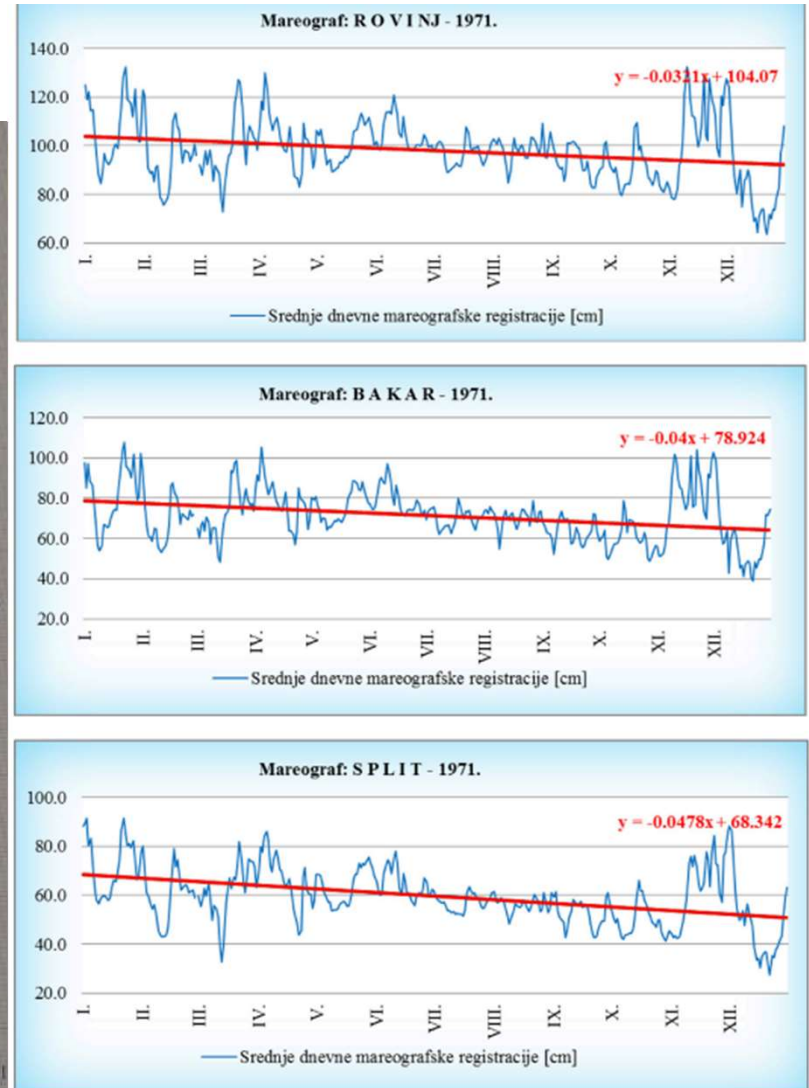 Mareograf: R O V I NJ - 1971.
y = -0.0321x + 104.07
140.0
120.0
100.0
80.0
60.0
I. II. III. IV. V. VI. VII. VIII. IX. X. XI. XII.
Srednje dnevne mareografske registracije [cm]
Mareograf: B A K A R - 1971.
y = -0.04x + 78.924
120.0
100.0
80.0
60.0
40.0
20.0
I. II. III. IV. V. VI. VII. VIII. IX. X. XI. XII.
Srednje dnevne mareografske registracije [cm]
Mareograf: S P L I T - 1971.
y = -0.0478x + 68.342
100.0
80.0
60.0
40.0
20.0
I. II. III. IV. V. VI. VII. VIII. IX. X. XI. XII.
Srednje dnevne mareografske registracije [cm]